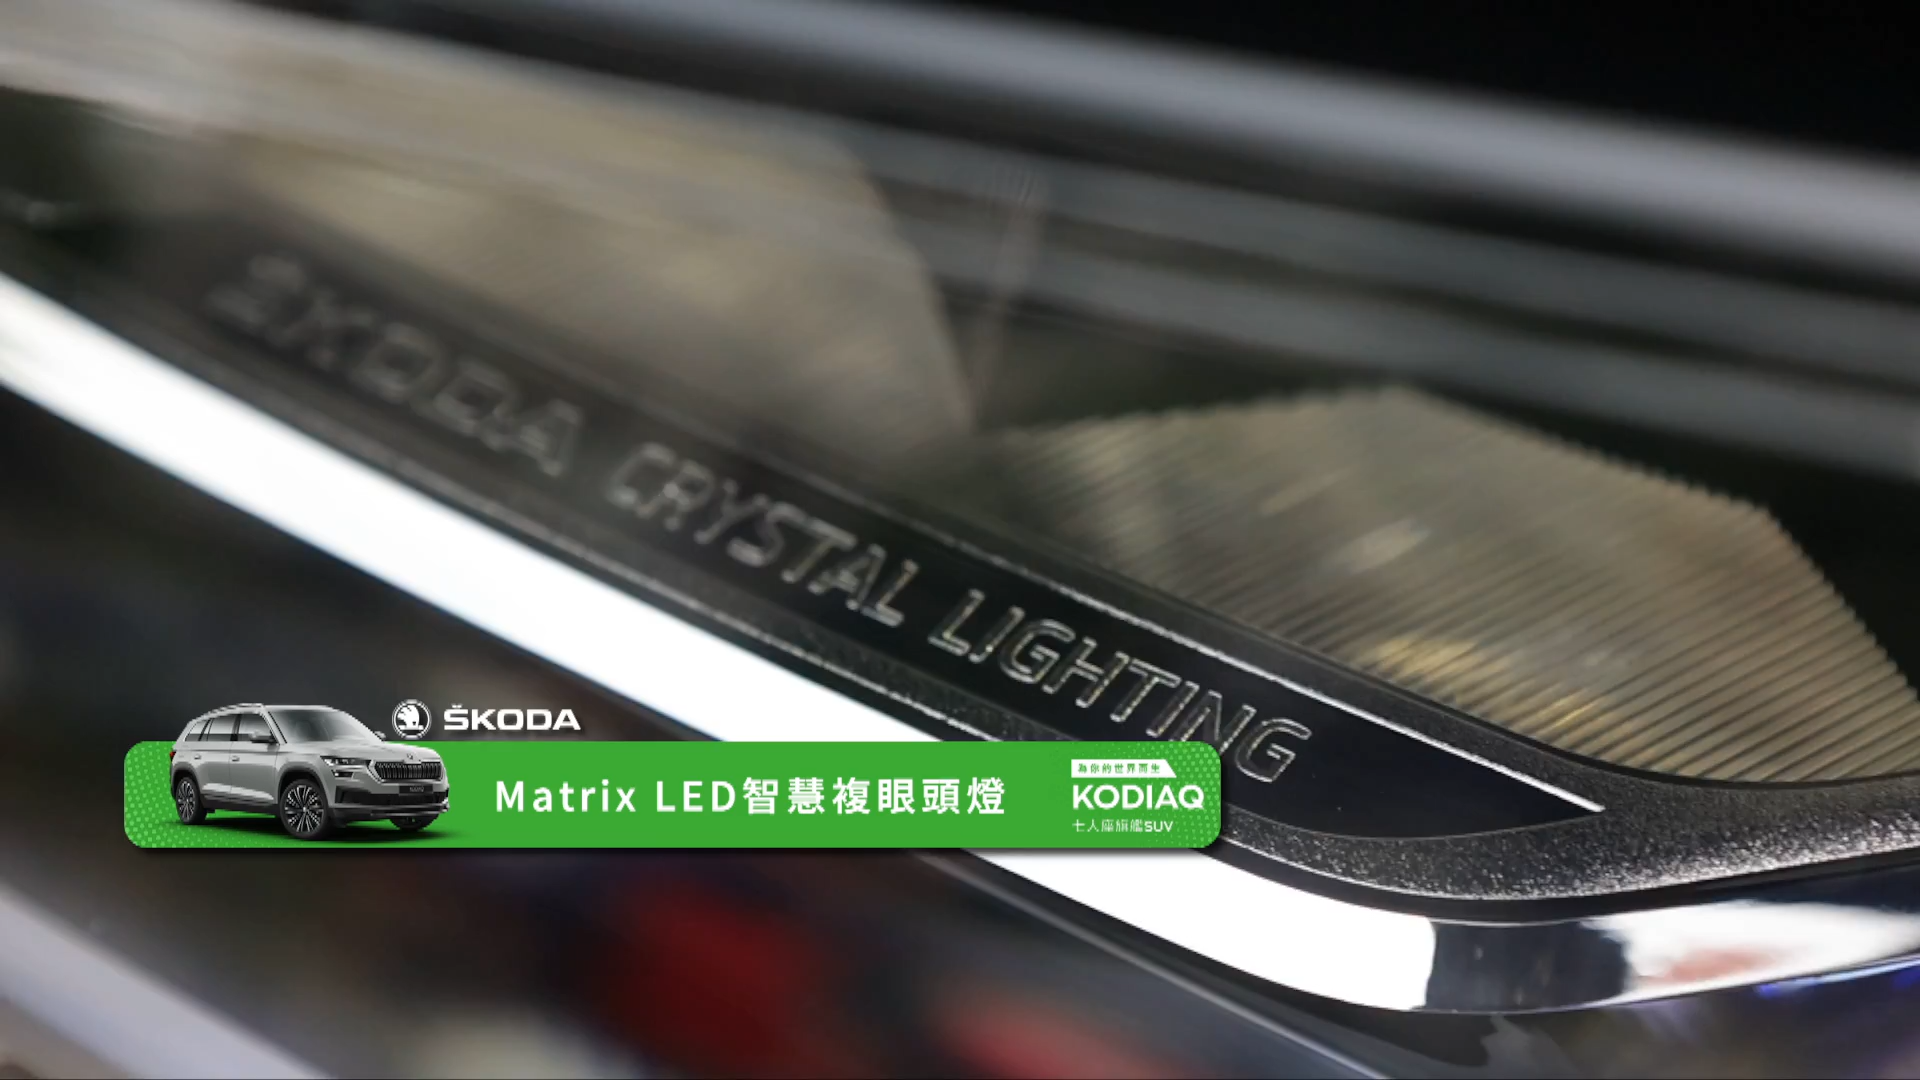 ŠKODA CRYSTAL LIGHTING
ŠKODA
Matrix LED智慧複眼頭燈
為你的世界而生
KODIAQ
七人座旗艦SUV